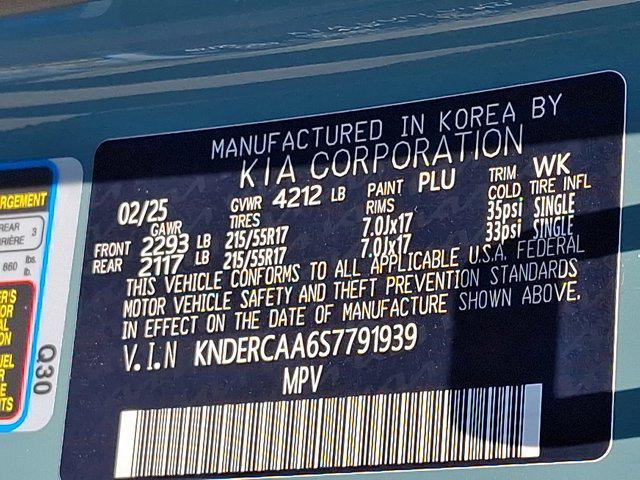 MANUFACTURED IN KOREA BY
KIA CORPORATION
02/25 GVWR 4212 LB PAINT PLU TRIM WK
GAWR TIRES RIMS COLD TIRE INFL
FRONT 2293 LB 215/55R17 7.0Jx17 35psi SINGLE
REAR 2117 LB 215/55R17 7.0Jx17 33psi SINGLE
THIS VEHICLE CONFORMS TO ALL APPLICABLE U.S.A. FEDERAL
MOTOR VEHICLE SAFETY AND THEFT PREVENTION STANDARDS
IN EFFECT ON THE DATE OF MANUFACTURE SHOWN ABOVE.
V.I.N KNDERCAA6S7791939
MPV
REAR
3
860 lb.
Q30